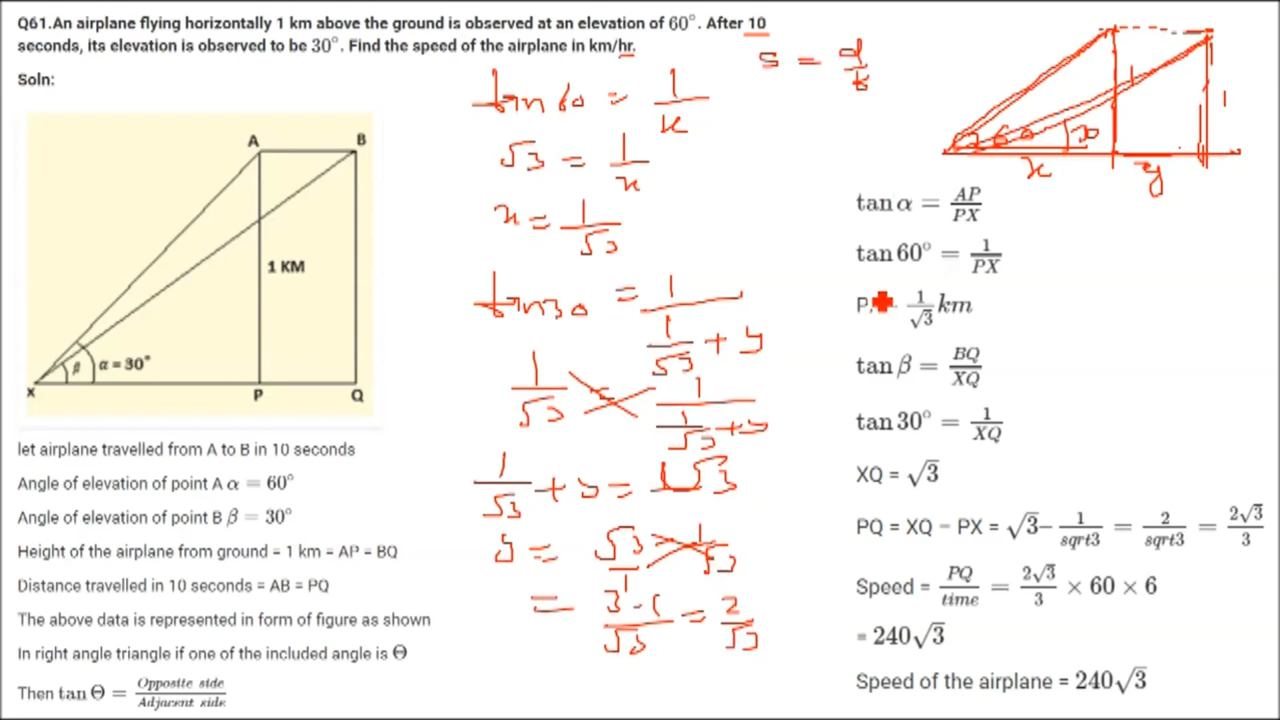 Q61.An airplane flying horizontally 1 km above the ground is observed at an elevation of 60°. After 10
seconds, its elevation is observed to be 30°. Find the speed of the airplane in km/hr.
Soln:
A
B
1 KM
β
α = 30°
X
P
Q
let airplane travelled from A to B in 10 seconds
Angle of elevation of point A α = 60°
Angle of elevation of point B β = 30°
Height of the airplane from ground = 1 km = AP = BQ
Distance travelled in 10 seconds = AB = PQ
The above data is represented in form of figure as shown
In right angle triangle if one of the included angle is Θ
Then tan Θ = Opposite side / Adjacent side
tan 60 = 1/x
√3 = 1/x
x = 1/√3
tan 30 = 1/(1/√3 + y)
1/√3 = 1/(1/√3 + y)
1/√3 + y = √3
y = √3/1 1/√3
= 3-1/√3 = 2/√3
s = d/t
60
30
1
x
y
tan α = AP/PX
tan 60° = 1/PX
P 1/√3 km
tan β = BQ/XQ
tan 30° = 1/XQ
XQ = √3
PQ = XQ − PX = √3− 1/sqrt3 = 2/sqrt3 = 2√3/3
Speed = PQ/time = 2√3/3 × 60 × 6
= 240√3
Speed of the airplane = 240√3